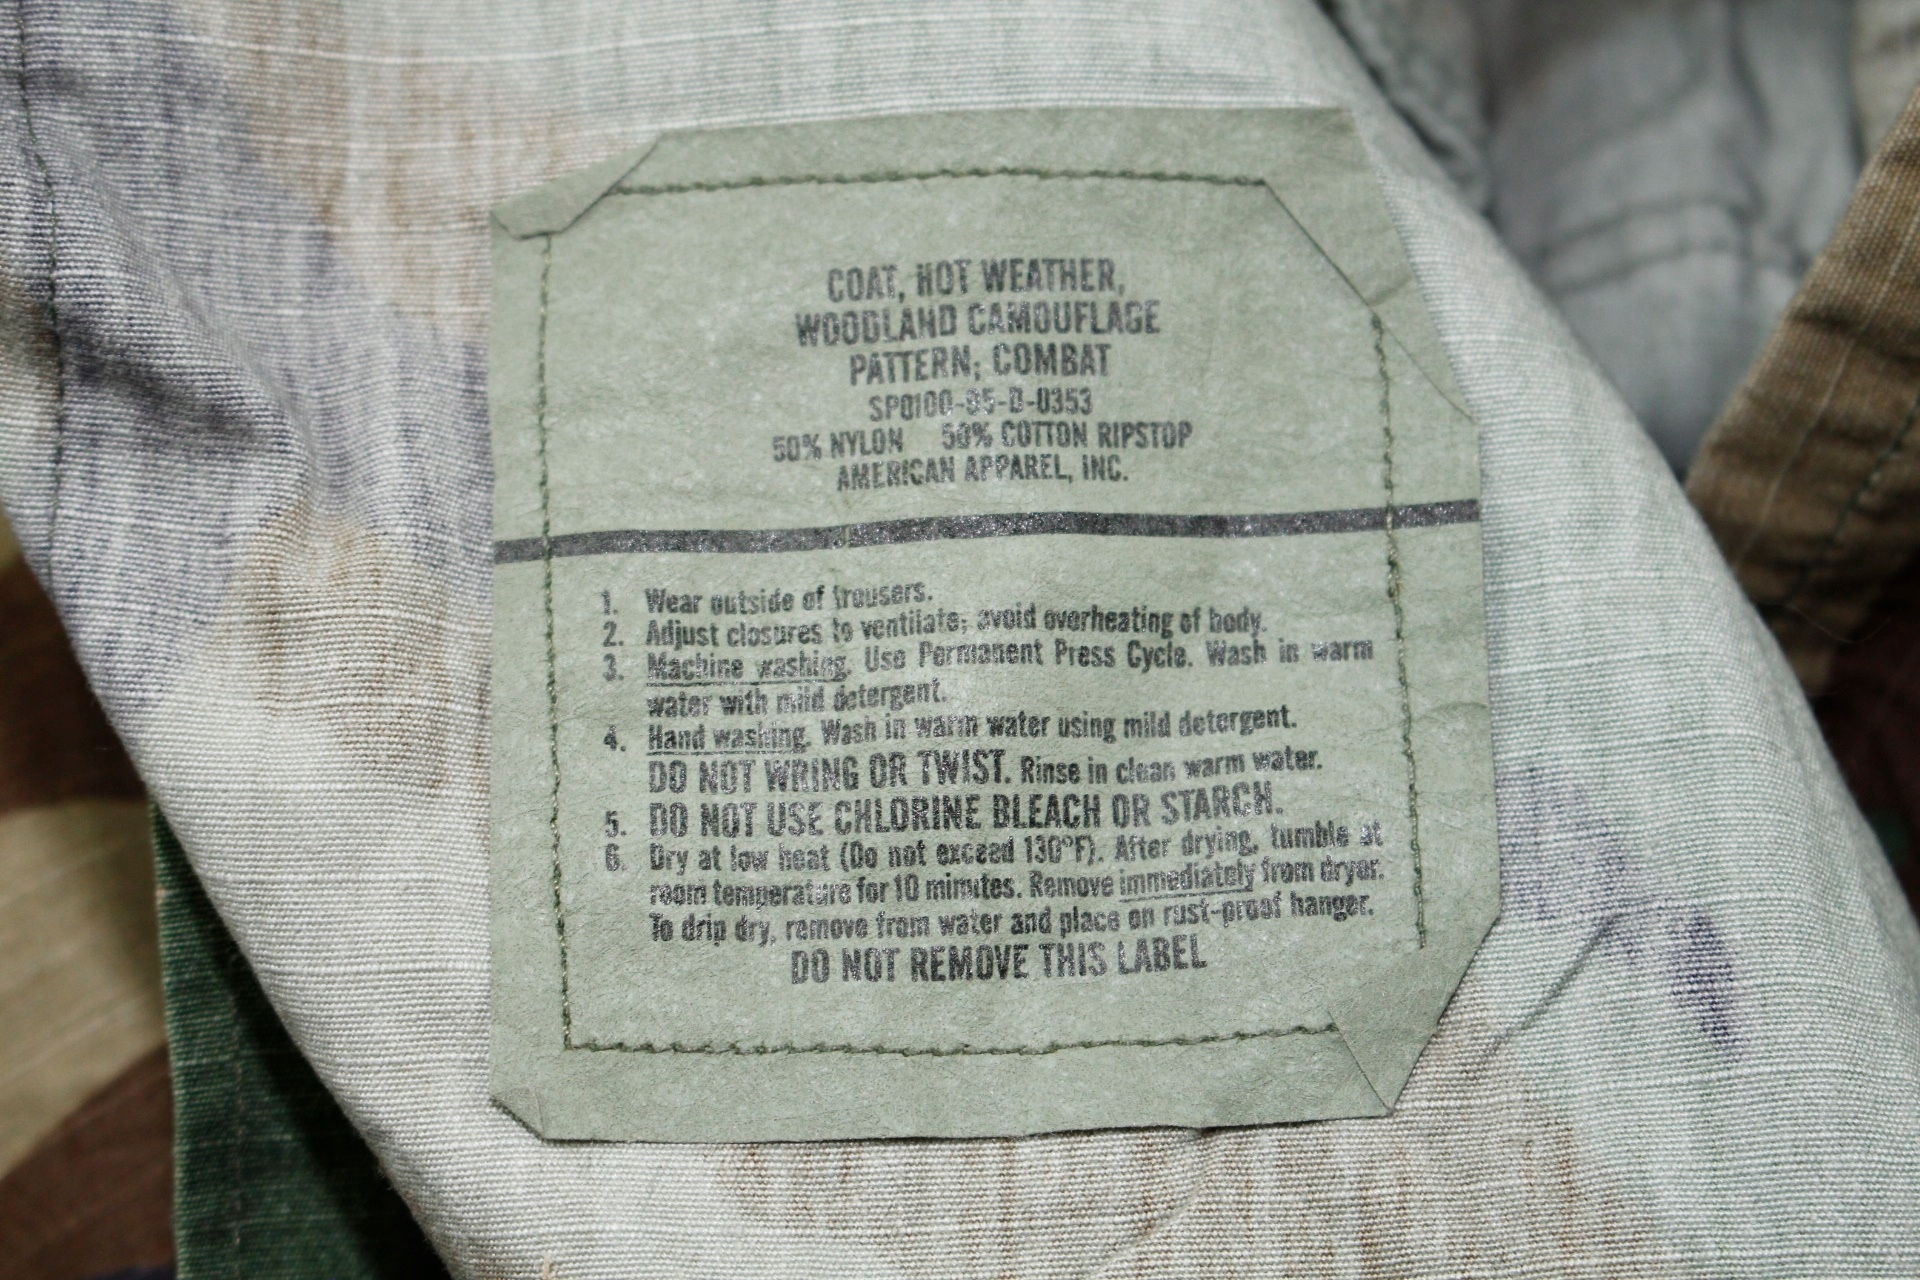 COAT, HOT WEATHER,
WOODLAND CAMOUFLAGE
PATTERN; COMBAT
SP0100-95-D-0353
50% NYLON 50% COTTON RIPSTOP
AMERICAN APPAREL, INC.
1. Wear outside of trousers.
2. Adjust closures to ventilate; avoid overheating of body.
3. Machine washing. Use Permanent Press Cycle. Wash in warm
water with mild detergent.
4. Hand washing. Wash in warm water using mild detergent.
DO NOT WRING OR TWIST. Rinse in clean warm water.
5. DO NOT USE CHLORINE BLEACH OR STARCH.
6. Dry at low heat (Do not exceed 130°F). After drying, tumble at
room temperature for 10 minutes. Remove immediately from dryer.
To drip dry, remove from water and place on rust-proof hanger.
DO NOT REMOVE THIS LABEL